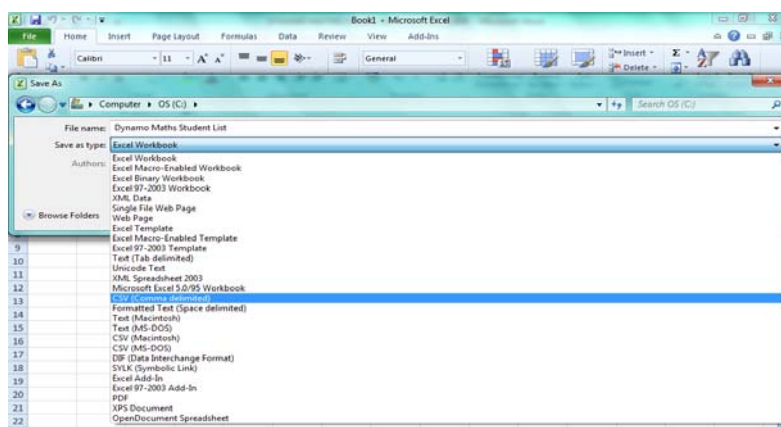 Book1 - Microsoft Excel
File Home Insert Page Layout Formulas Data Review View Add-Ins
Calibri 11 A A General Insert Σ
Delete
Save As
Computer OS (C:) Search OS (C:)
File name: Dynamo Maths Student List
Save as type: Excel Workbook
Authors: Excel Workbook
Excel Macro-Enabled Workbook
Excel Binary Workbook
Excel 97-2003 Workbook
XML Data
Single File Web Page
Browse Folders Web Page
Excel Template
Excel Macro-Enabled Template
9 Excel 97-2003 Template
10 Text (Tab delimited)
Unicode Text
11 XML Spreadsheet 2003
12 Microsoft Excel 5.0/95 Workbook
13 CSV (Comma delimited)
Formatted Text (Space delimited)
14 Text (Macintosh)
15 Text (MS-DOS)
16 CSV (Macintosh)
CSV (MS-DOS)
17 DIF (Data Interchange Format)
18 SYLK (Symbolic Link)
19 Excel Add-In
Excel 97-2003 Add-In
20 PDF
21 XPS Document
22 OpenDocument Spreadsheet